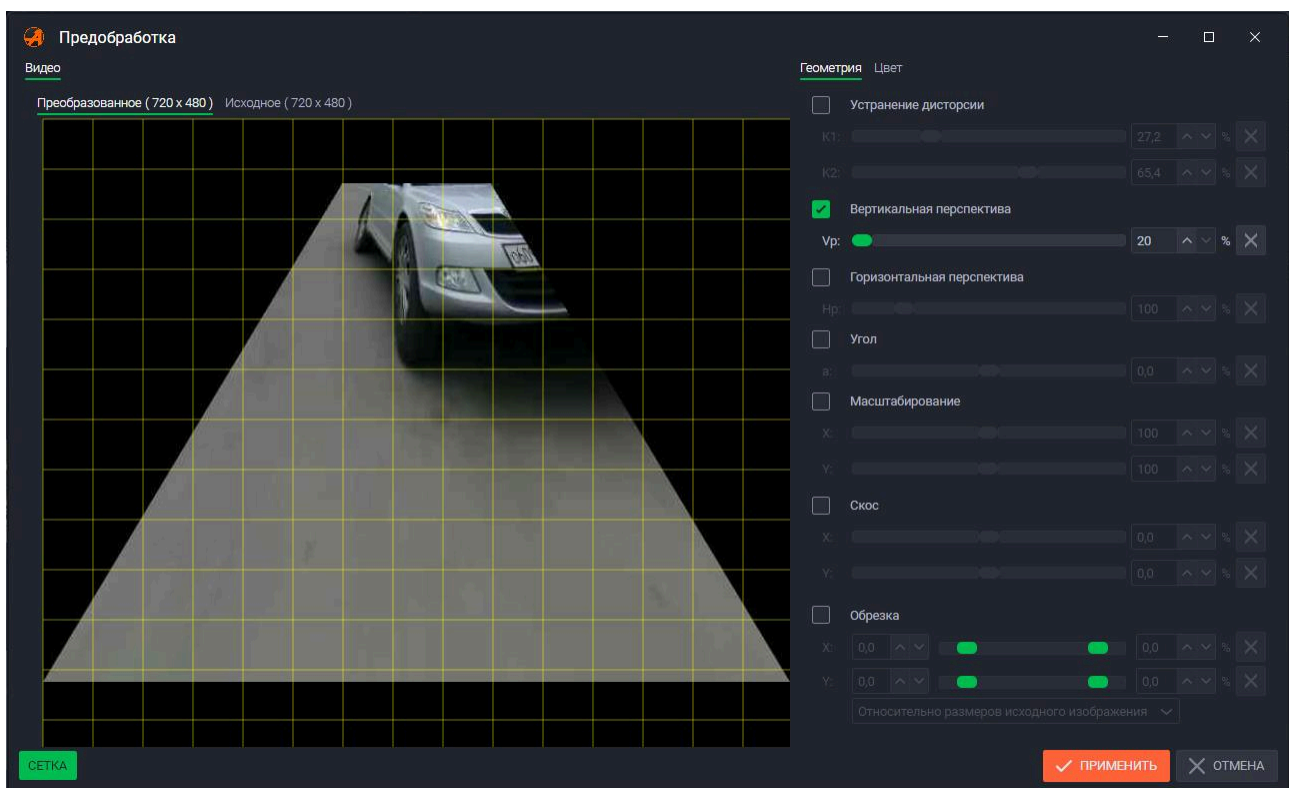 Предобработка
Видео
Геометрия Цвет
Преобразованное ( 720 x 480 ) Исходное ( 720 x 480 )
Устранение дисторсии
K1: 27,2 %
K2: 65,4 %
Вертикальная перспектива
Vp: 20 %
Горизонтальная перспектива
Hp: 100 %
Угол
a: 0,0 %
Масштабирование
X: 100 %
Y: 100 %
Скос
X: 0,0 %
Y: 0,0 %
Обрезка
X: 0,0 0,0 %
Y: 0,0 0,0 %
Относительно размеров исходного изображения
СЕТКА
ПРИМЕНИТЬ ОТМЕНА